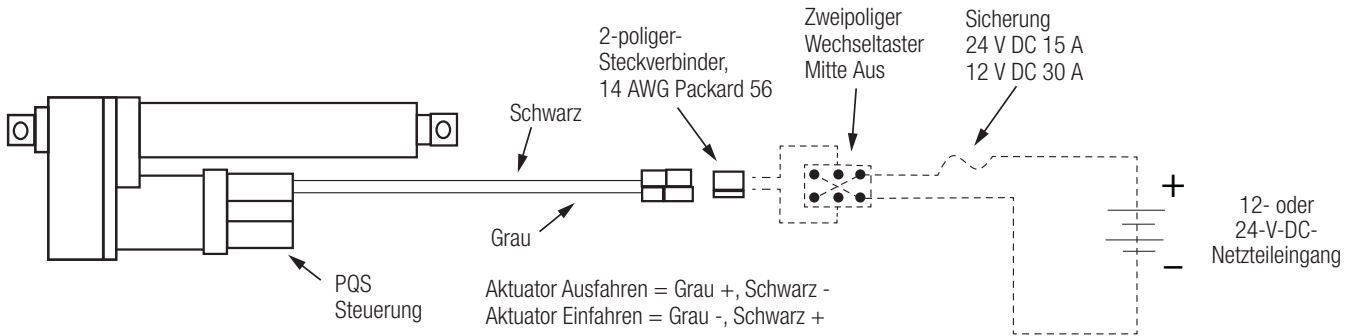 2-poliger-
Steckverbinder,
14 AWG Packard 56
Zweipoliger
Wechseltaster
Mitte Aus
Sicherung
24 V DC 15 A
12 V DC 30 A
Schwarz
Grau
PQS
Steuerung
Aktuator Ausfahren = Grau +, Schwarz -
Aktuator Einfahren = Grau -, Schwarz +
+
–
12- oder
24-V-DC-
Netzteileingang